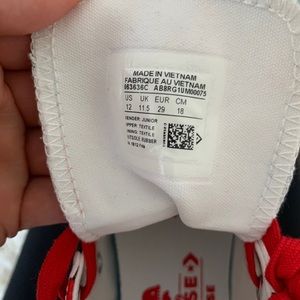 MADE IN VIETNAM
FABRIQUE AU VIETNAM
663636C AB8RG1UM00075
US UK EUR CM
12 11.5 29 18
GENDER: JUNIOR
UPPER: TEXTILE
LINING: TEXTILE
OUTSOLE: RUBBER